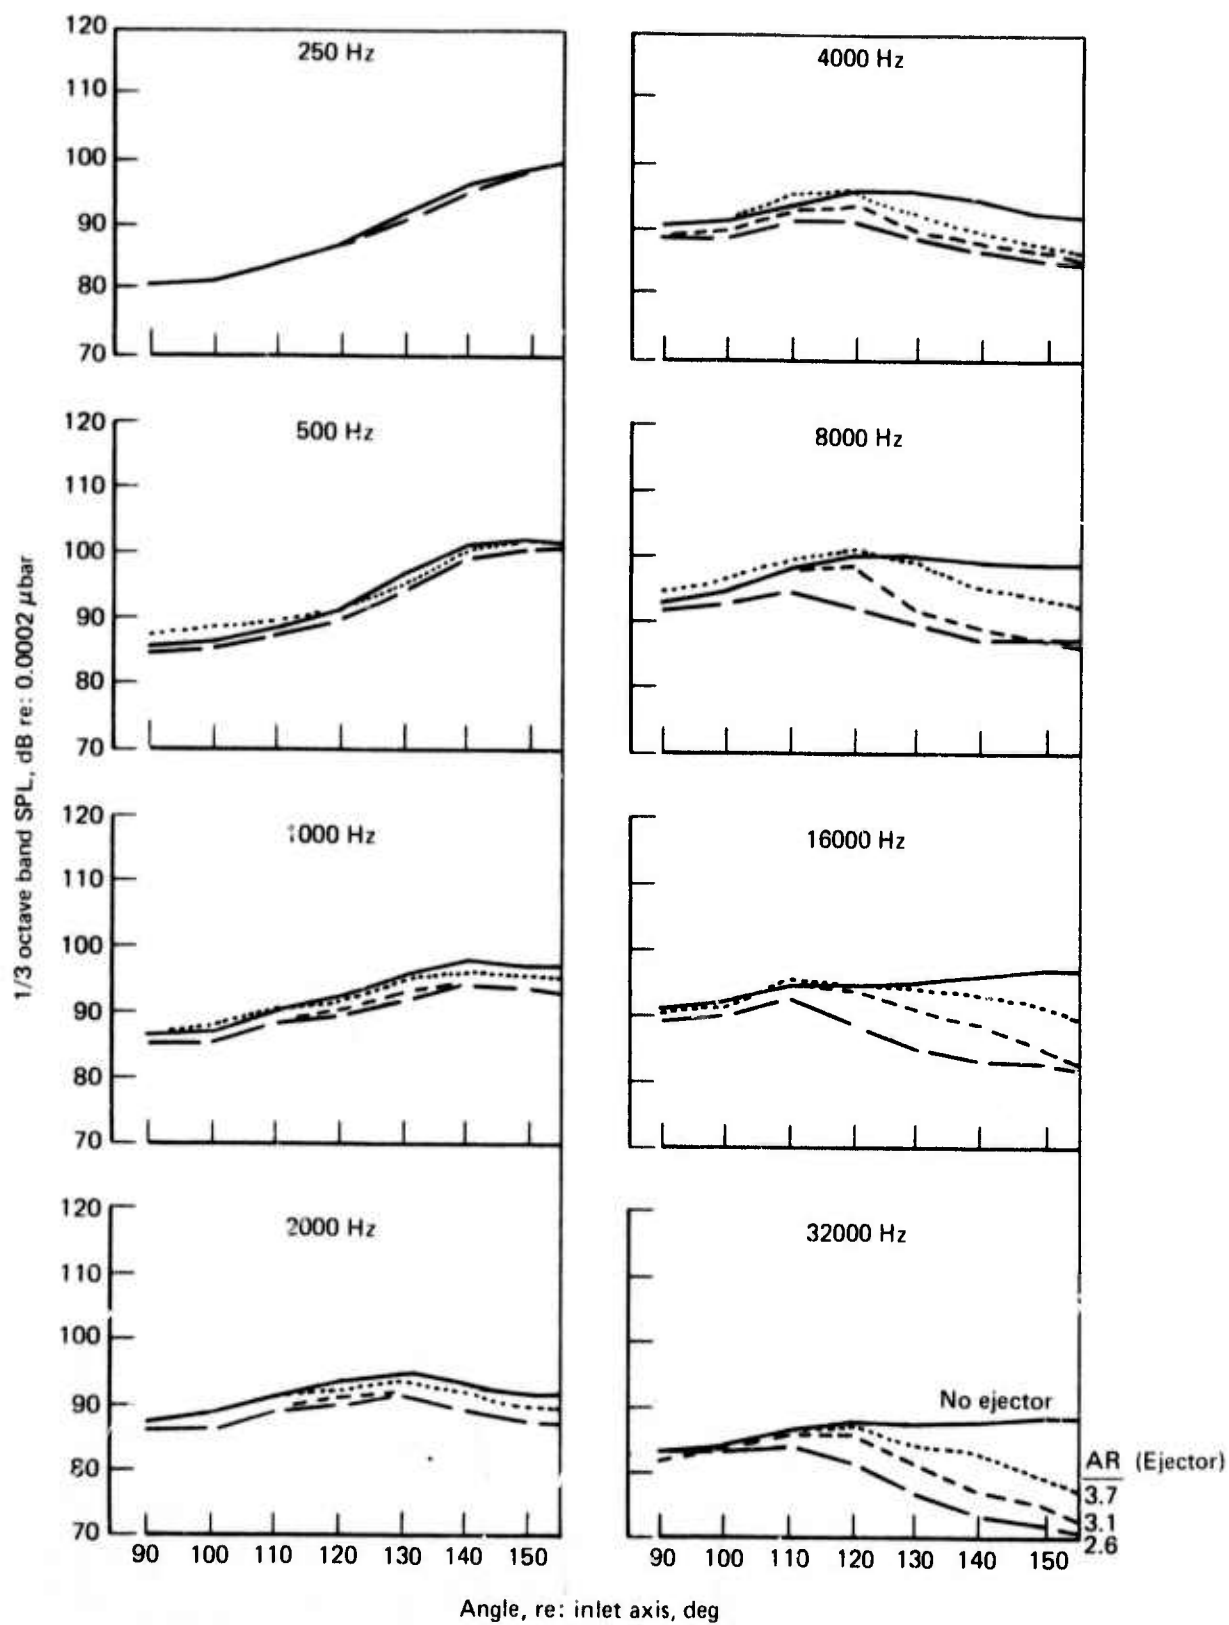 120
110
100
90
80
70
250 Hz
4000 Hz
120
110
100
90
80
70
500 Hz
8000 Hz
1/3 octave band SPL, dB re: 0.0002 µbar
120
110
100
90
80
70
1000 Hz
16000 Hz
120
110
100
90
80
70
2000 Hz
32000 Hz
No ejector
AR (Ejector)
3.7
3.1
2.6
90 100 110 120 130 140 150
90 100 110 120 130 140 150
Angle, re: inlet axis, deg